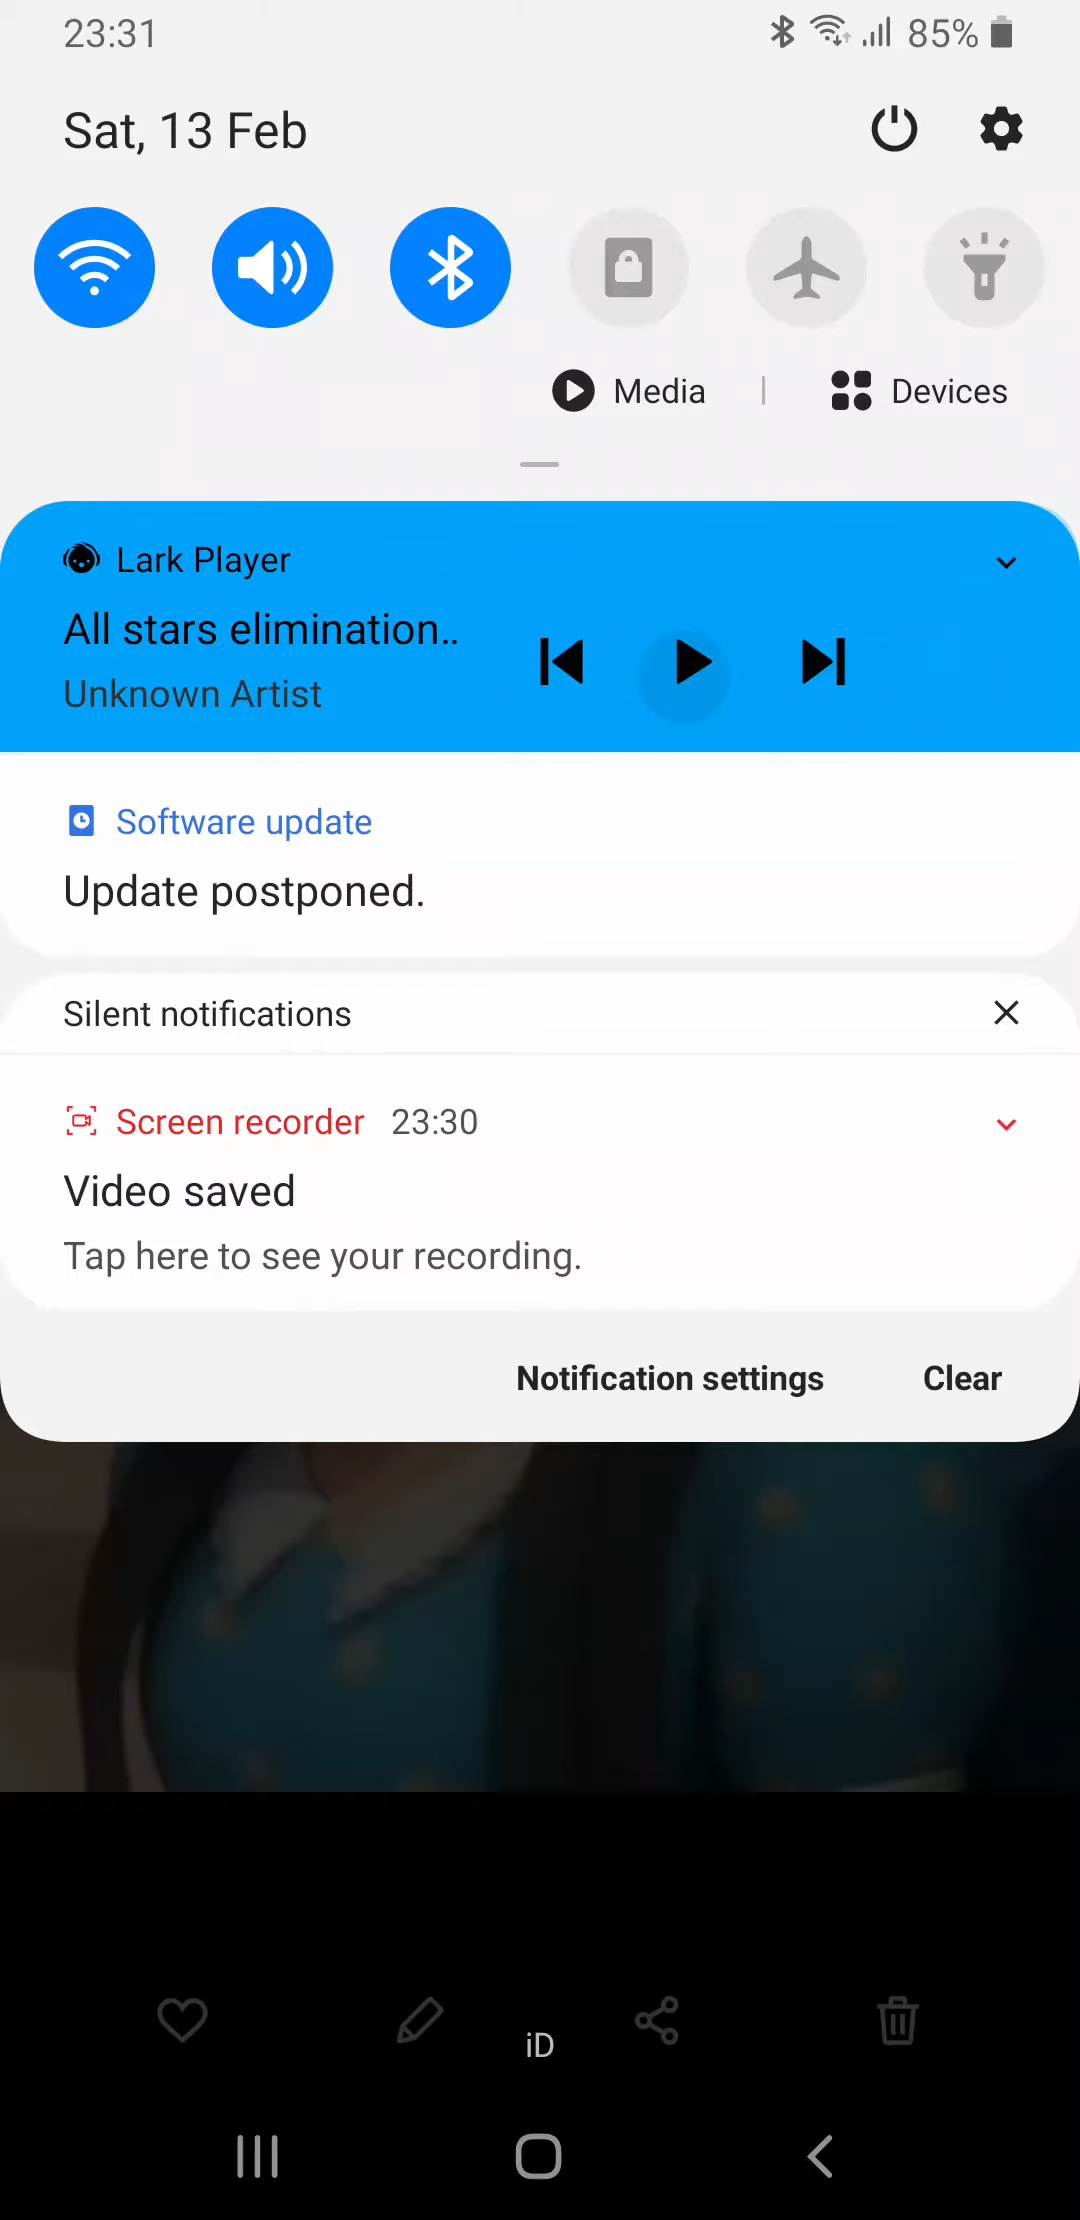 23:31
85%
Sat, 13 Feb
Media
Devices
Lark Player
All stars elimination..
Unknown Artist
Software update
Update postponed.
Silent notifications
Screen recorder 23:30
Video saved
Tap here to see your recording.
Notification settings
Clear
iD